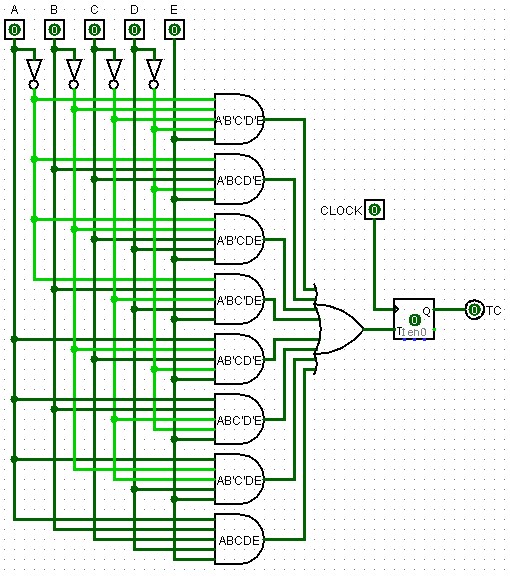 A B C D E
0 0 0 0 0
A'B'C'D'E
A'BCD'E
CLOCK 0
A'B'CDE
Q
0 0 TC
T en0
A'BC'DE
AB'CD'E
ABC'D'E
AB'C'DE
ABCDE